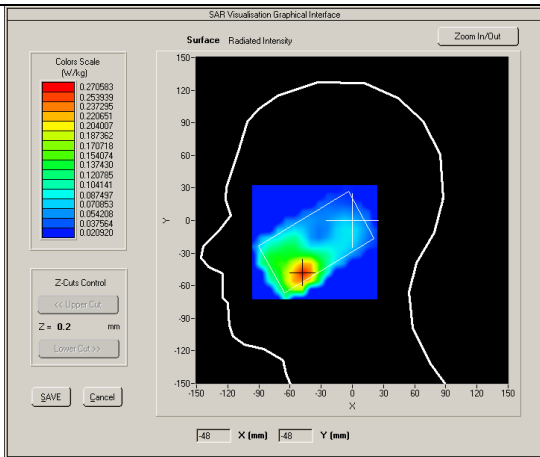 SAR Visualisation Graphical Interface
Surface Radiated Intensity
Zoom In/Out
Colors Scale
(W/kg)
0.270583
0.253939
0.237295
0.220651
0.204007
0.187362
0.170718
0.154074
0.137430
0.120785
0.104141
0.087497
0.070853
0.054208
0.037564
0.020920
Z-Cuts Control
<< Upper Cut
Z = 0.2 mm
Lower Cut >>
SAVE Cancel
150
120
90
60
30
0
-30
-60
-90
-120
-150
Y
-150 -120 -90 -60 -30 0 30 60 90 120 150
X
-48 X (mm) -48 Y (mm)